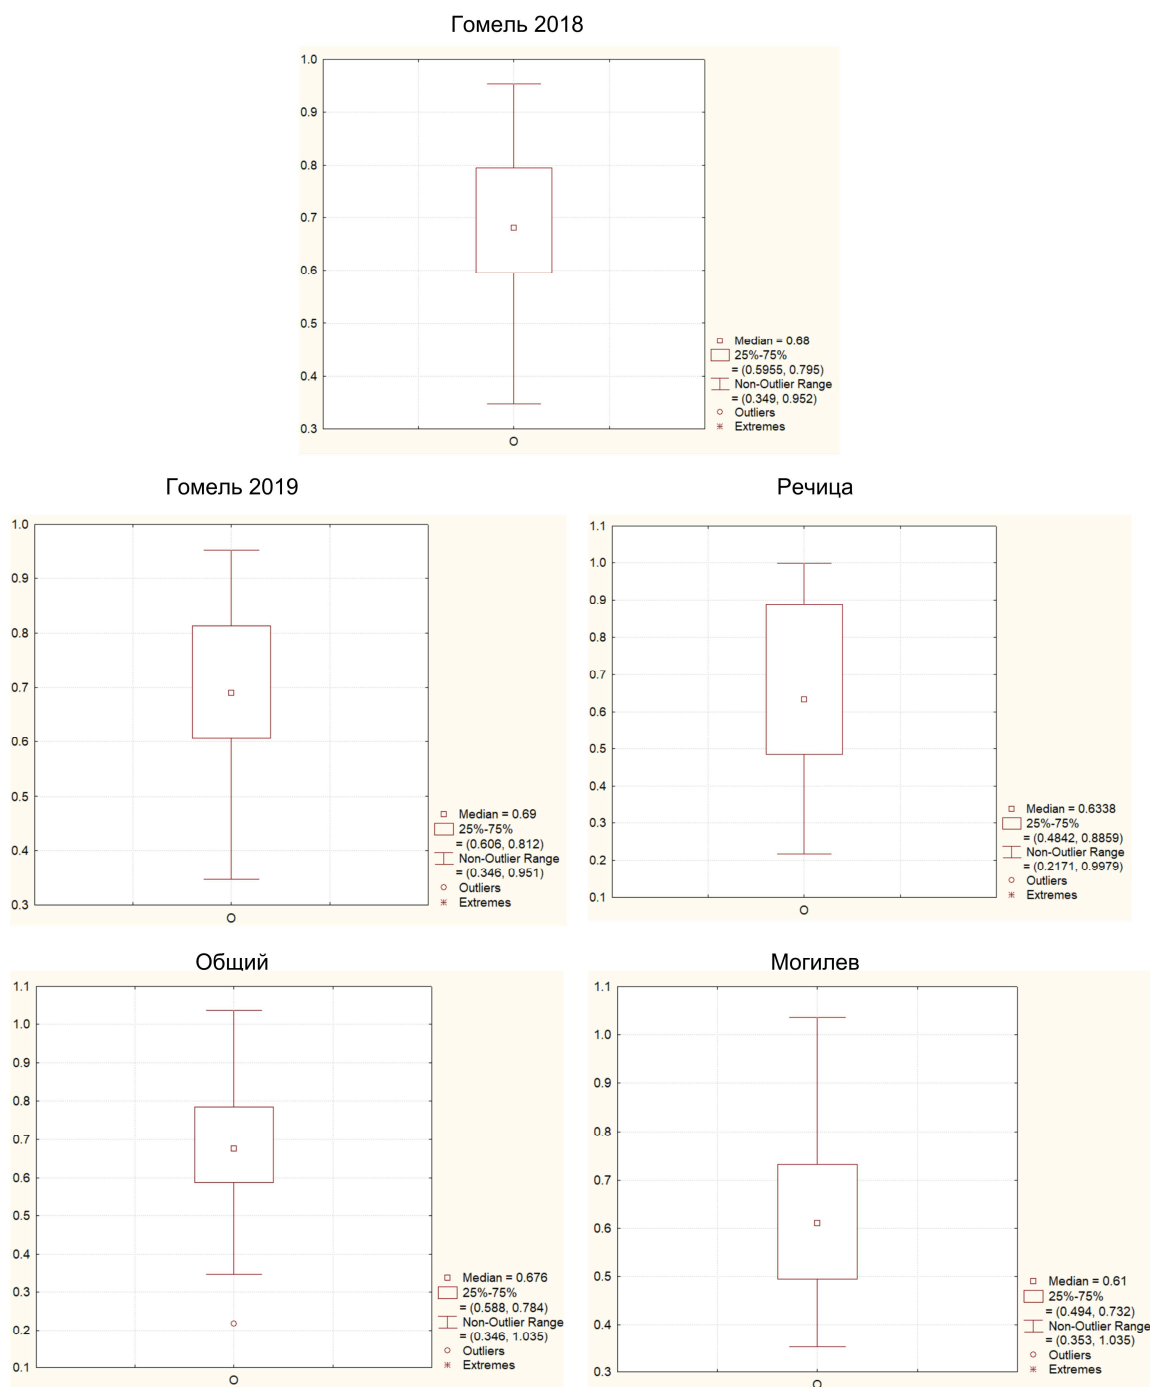 Гомель 2018
1.0
0.9
0.8
0.7
0.6
0.5
0.4
0.3
O
Median = 0.68
25%-75%
= (0.5955, 0.795)
Non-Outlier Range
= (0.349, 0.952)
Outliers
Extremes
Гомель 2019
1.0
0.9
0.8
0.7
0.6
0.5
0.4
0.3
O
Median = 0.69
25%-75%
= (0.606, 0.812)
Non-Outlier Range
= (0.346, 0.951)
Outliers
Extremes
Речица
1.1
1.0
0.9
0.8
0.7
0.6
0.5
0.4
0.3
0.2
0.1
O
Median = 0.6338
25%-75%
= (0.4842, 0.8859)
Non-Outlier Range
= (0.2171, 0.9979)
Outliers
Extremes
Общий
1.1
1.0
0.9
0.8
0.7
0.6
0.5
0.4
0.3
0.2
0.1
O
Median = 0.676
25%-75%
= (0.588, 0.784)
Non-Outlier Range
= (0.346, 1.035)
Outliers
Extremes
Могилев
1.1
1.0
0.9
0.8
0.7
0.6
0.5
0.4
0.3
O
Median = 0.61
25%-75%
= (0.494, 0.732)
Non-Outlier Range
= (0.353, 1.035)
Outliers
Extremes